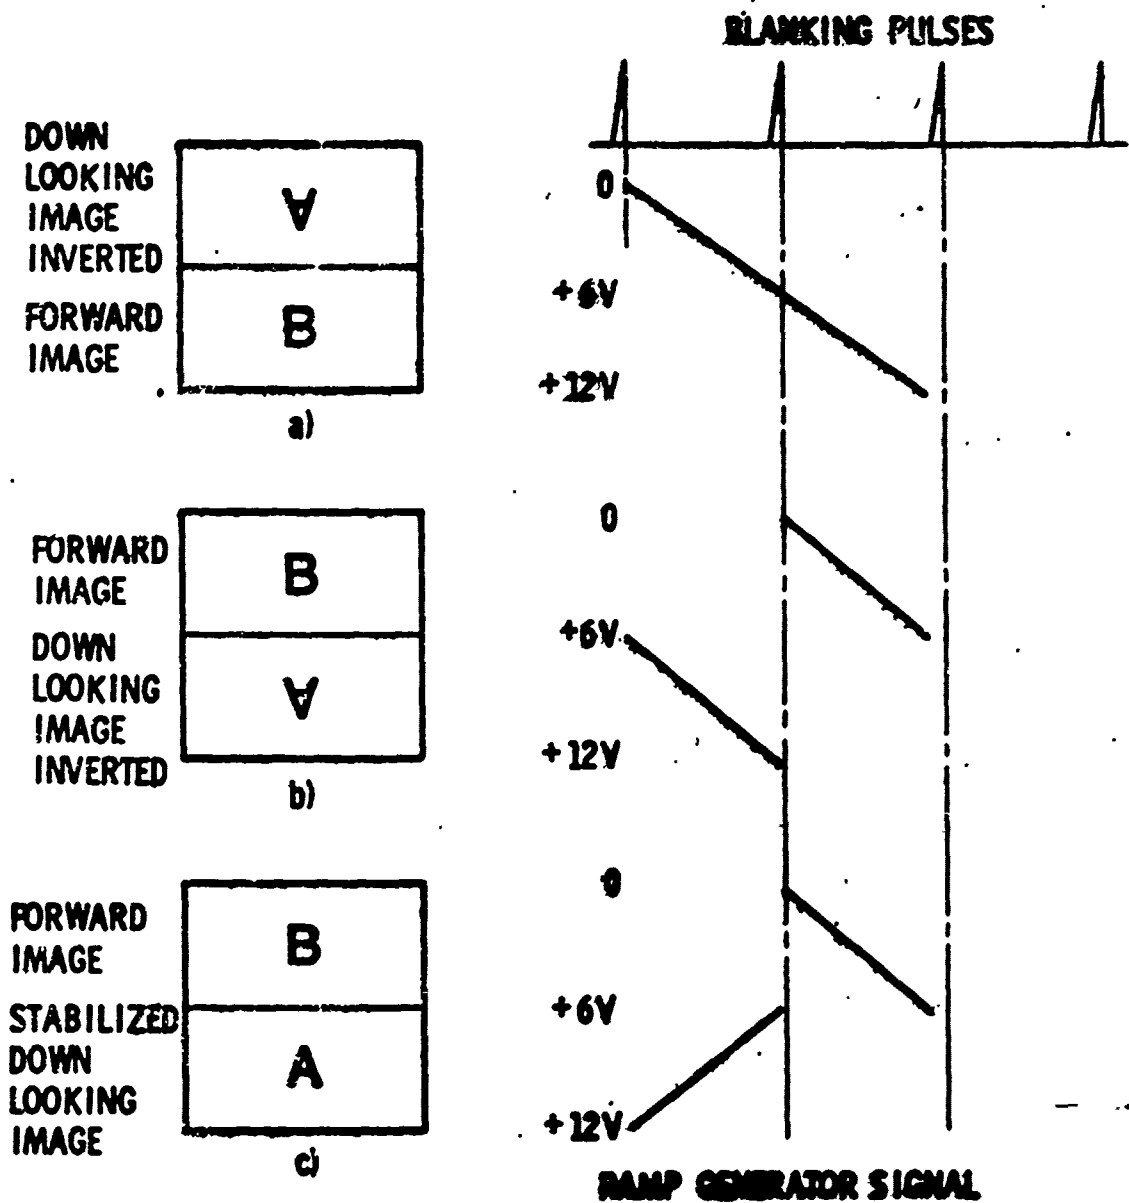 BLANKING PULSES
DOWN
LOOKING
IMAGE
INVERTED
FORWARD
IMAGE
∀
B
a)
0
+6V
+12V
FORWARD
IMAGE
DOWN
LOOKING
IMAGE
INVERTED
B
∀
b)
0
+6V
+12V
FORWARD
IMAGE
STABILIZED
DOWN
LOOKING
IMAGE
B
A
c)
0
+6V
+12V
RAMP GENERATOR SIGNAL